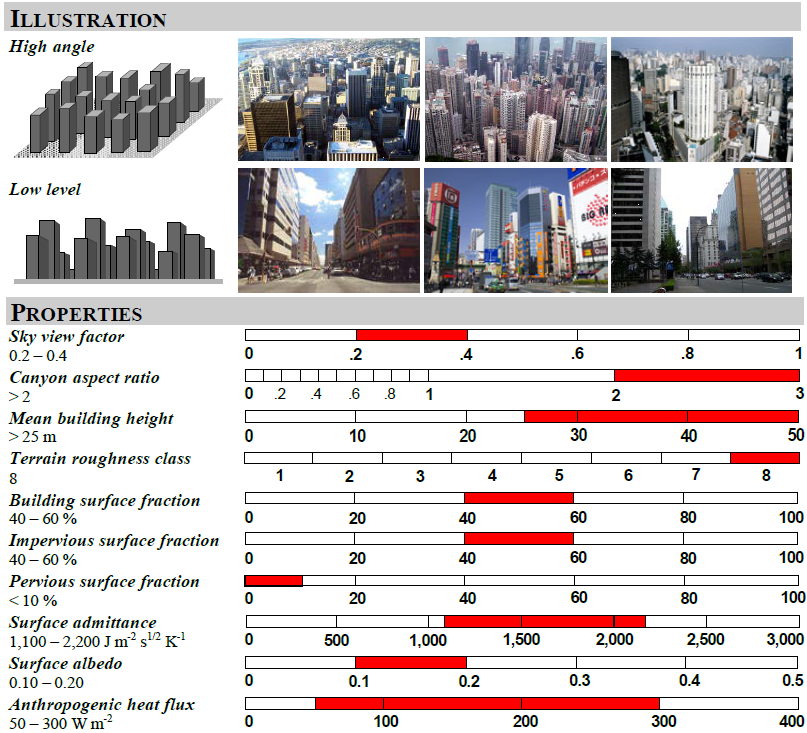 ILLUSTRATION
High angle
Low level
PROPERTIES
Sky view factor
0.2 – 0.4
0 .2 .4 .6 .8 1
Canyon aspect ratio
> 2
0 .2 .4 .6 .8 1 2 3
Mean building height
> 25 m
0 10 20 30 40 50
Terrain roughness class
8
1 2 3 4 5 6 7 8
Building surface fraction
40 – 60 %
0 20 40 60 80 100
Impervious surface fraction
40 – 60 %
0 20 40 60 80 100
Pervious surface fraction
< 10 %
0 20 40 60 80 100
Surface admittance
1,100 – 2,200 J m⁻² s¹ᐟ² K⁻¹
0 500 1,000 1,500 2,000 2,500 3,000
Surface albedo
0.10 – 0.20
0 0.1 0.2 0.3 0.4 0.5
Anthropogenic heat flux
50 – 300 W m⁻²
0 100 200 300 400